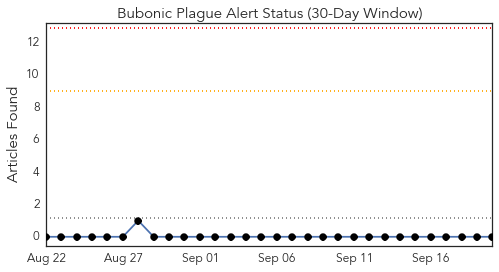 Bubonic Plague Alert Status (30-Day Window)
Articles Found
12
10
8
6
4
2
0
Aug 22 Aug 27 Sep 01 Sep 06 Sep 11 Sep 16